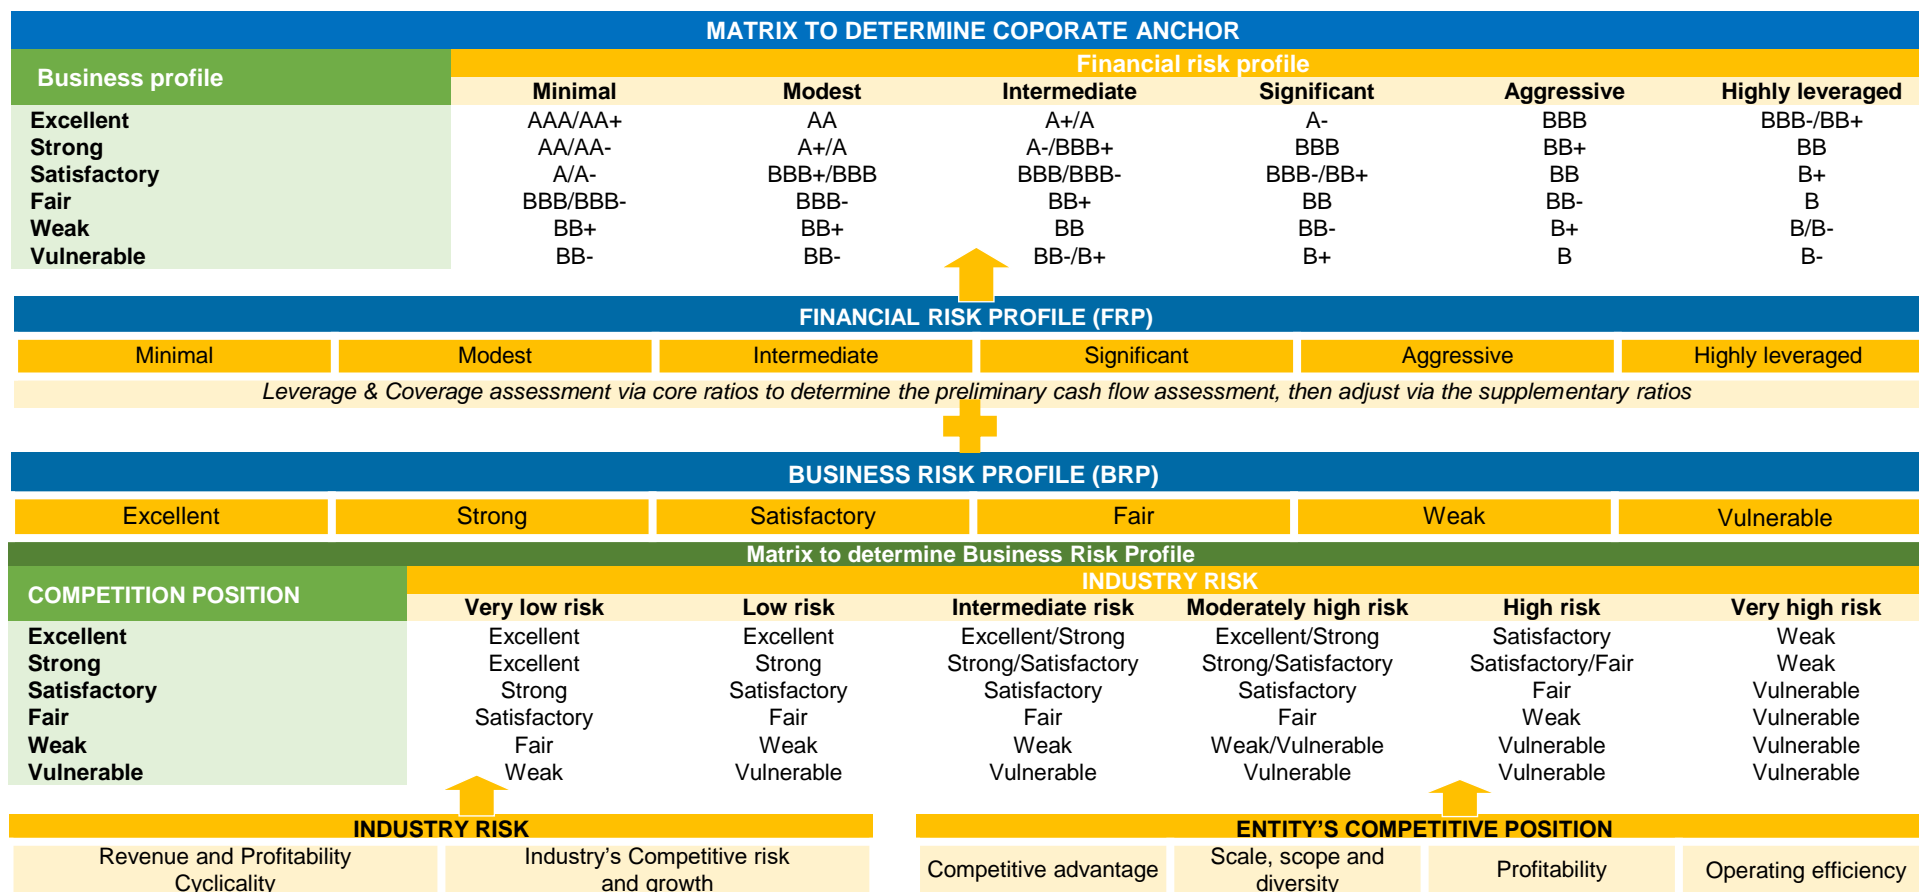 MATRIX TO DETERMINE COPORATE ANCHOR
Business profile
Financial risk profile
Minimal Modest Intermediate Significant Aggressive Highly leveraged
Excellent AAA/AA+ AA A+/A A- BBB BBB-/BB+
Strong AA/AA- A+/A A-/BBB+ BBB BB+ BB
Satisfactory A/A- BBB+/BBB BBB/BBB- BBB-/BB+ BB B+
Fair BBB/BBB- BBB- BB+ BB BB- B
Weak BB+ BB+ BB BB- B+ B/B-
Vulnerable BB- BB- BB-/B+ B+ B B-
FINANCIAL RISK PROFILE (FRP)
Minimal Modest Intermediate Significant Aggressive Highly leveraged
Leverage & Coverage assessment via core ratios to determine the preliminary cash flow assessment, then adjust via the supplementary ratios
BUSINESS RISK PROFILE (BRP)
Excellent Strong Satisfactory Fair Weak Vulnerable
Matrix to determine Business Risk Profile
COMPETITION POSITION
INDUSTRY RISK
Very low risk Low risk Intermediate risk Moderately high risk High risk Very high risk
Excellent Excellent Excellent Excellent/Strong Excellent/Strong Satisfactory Weak
Strong Excellent Strong Strong/Satisfactory Strong/Satisfactory Satisfactory/Fair Weak
Satisfactory Strong Satisfactory Satisfactory Satisfactory Fair Vulnerable
Fair Satisfactory Fair Fair Fair Weak Vulnerable
Weak Fair Weak Weak Weak/Vulnerable Vulnerable Vulnerable
Vulnerable Weak Vulnerable Vulnerable Vulnerable Vulnerable Vulnerable
INDUSTRY RISK
Revenue and Profitability
Cyclicality
Industry's Competitive risk
and growth
ENTITY'S COMPETITIVE POSITION
Competitive advantage
Scale, scope and
diversity
Profitability
Operating efficiency